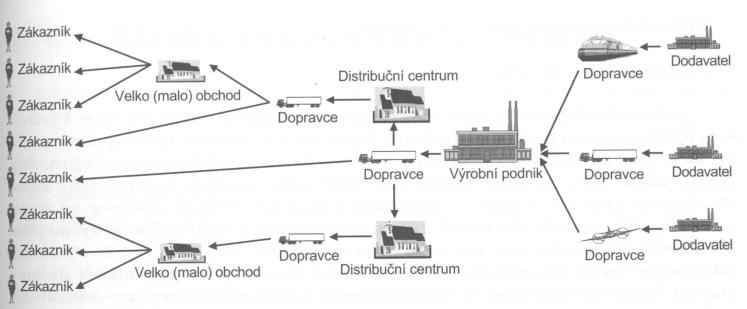 Zákazník
Zákazník
Zákazník
Zákazník
Zákazník
Zákazník
Zákazník
Zákazník
Velko (malo) obchod
Dopravce
Distribuční centrum
Dopravce
Výrobní podnik
Dopravce
Dodavatel
Dopravce
Dodavatel
Dopravce
Dodavatel
Velko (malo) obchod
Dopravce
Distribuční centrum